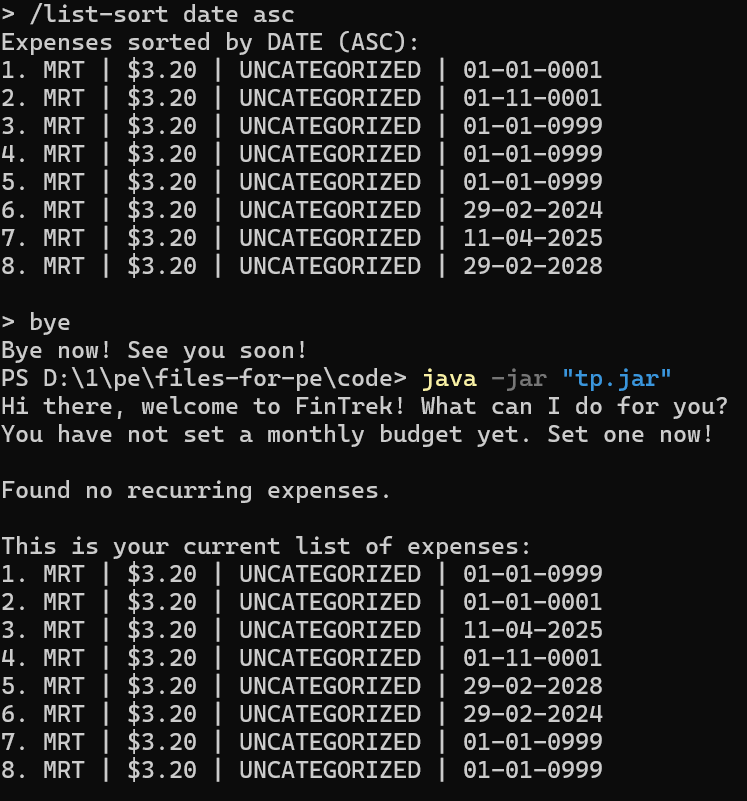 > /list-sort date asc
Expenses sorted by DATE (ASC):
1. MRT | $3.20 | UNCATEGORIZED | 01-01-0001
2. MRT | $3.20 | UNCATEGORIZED | 01-11-0001
3. MRT | $3.20 | UNCATEGORIZED | 01-01-0999
4. MRT | $3.20 | UNCATEGORIZED | 01-01-0999
5. MRT | $3.20 | UNCATEGORIZED | 01-01-0999
6. MRT | $3.20 | UNCATEGORIZED | 29-02-2024
7. MRT | $3.20 | UNCATEGORIZED | 11-04-2025
8. MRT | $3.20 | UNCATEGORIZED | 29-02-2028
> bye
Bye now! See you soon!
PS D:\1\pe\files-for-pe\code> java -jar "tp.jar"
Hi there, welcome to FinTrek! What can I do for you?
You have not set a monthly budget yet. Set one now!
Found no recurring expenses.
This is your current list of expenses:
1. MRT | $3.20 | UNCATEGORIZED | 01-01-0999
2. MRT | $3.20 | UNCATEGORIZED | 01-01-0001
3. MRT | $3.20 | UNCATEGORIZED | 11-04-2025
4. MRT | $3.20 | UNCATEGORIZED | 01-11-0001
5. MRT | $3.20 | UNCATEGORIZED | 29-02-2028
6. MRT | $3.20 | UNCATEGORIZED | 29-02-2024
7. MRT | $3.20 | UNCATEGORIZED | 01-01-0999
8. MRT | $3.20 | UNCATEGORIZED | 01-01-0999